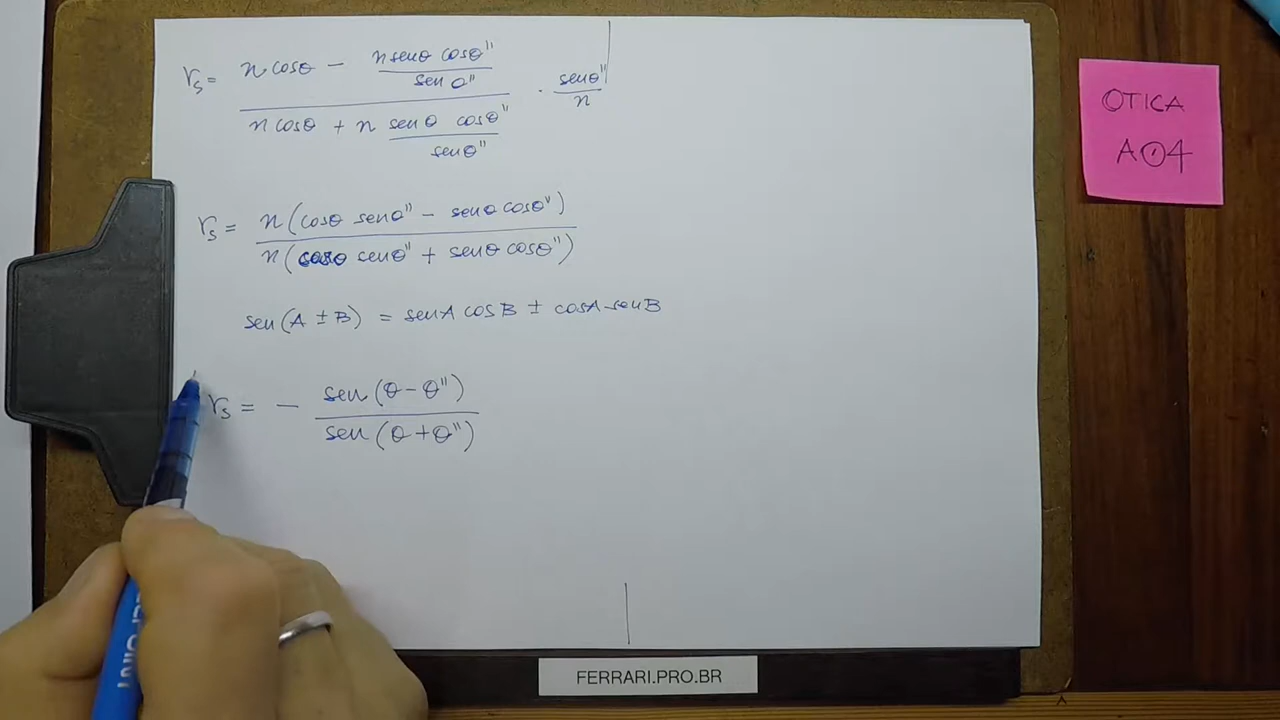 rₛ = n·cosθ − n senθ cosθ'' / senθ'' / n cosθ + n senθ cosθ'' / senθ'' · senθ'' / n
rₛ = n(cosθ senθ'' − senθ cosθ'') / n(cosθ senθ'' + senθ cosθ'')
sen(A ± B) = senA cosB ± cosA senB
rₛ = − sen(θ − θ'') / sen(θ + θ'')
OTICA
A04
FERRARI.PRO.BR